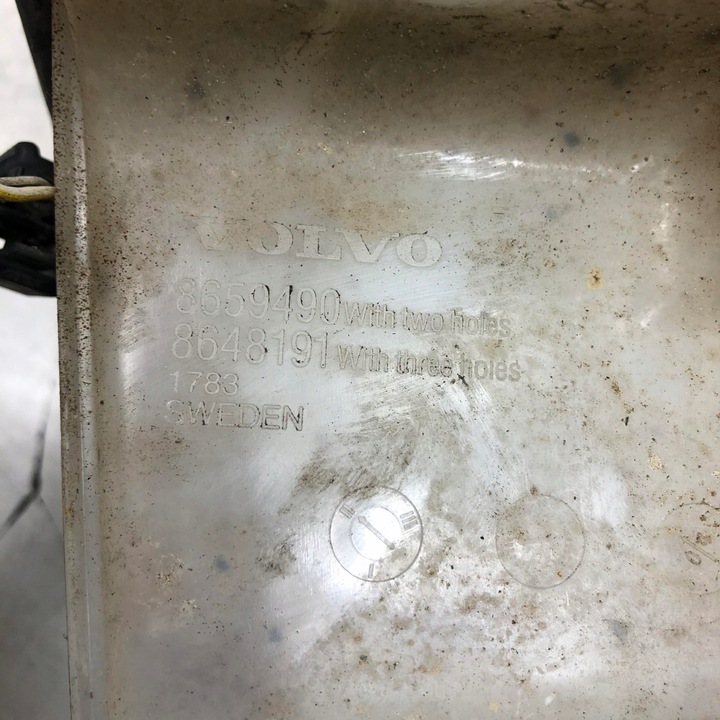 VOLVO
8659490 with two holes
8648191 with three holes
1783
SWEDEN